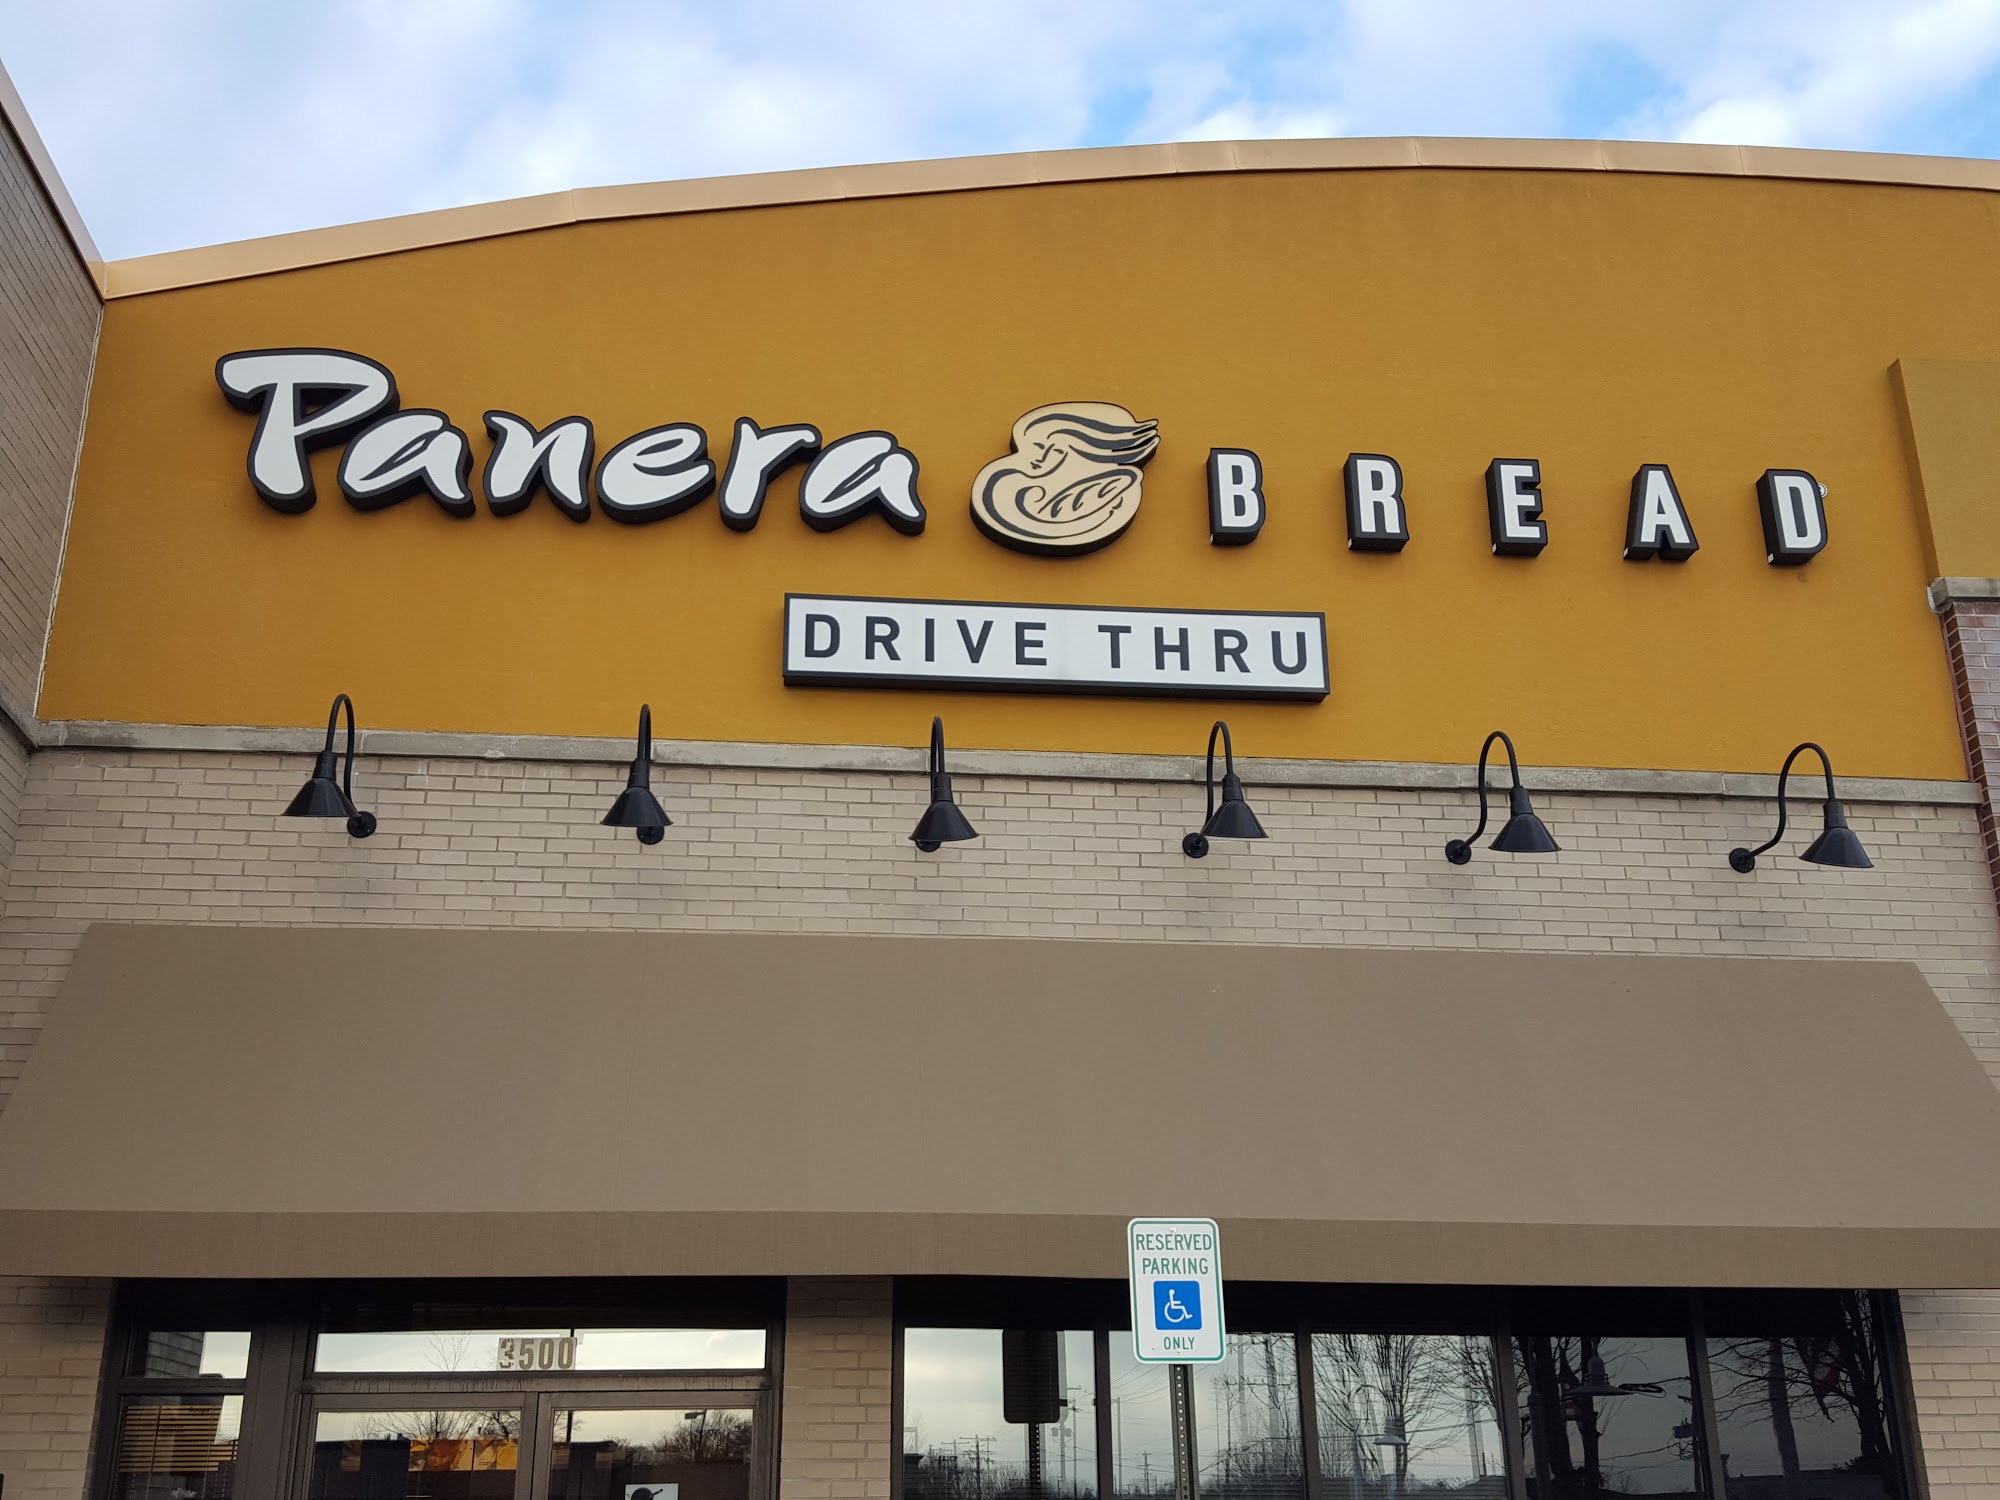 Panera BREAD®
DRIVE THRU
RESERVED
PARKING
ONLY
3500